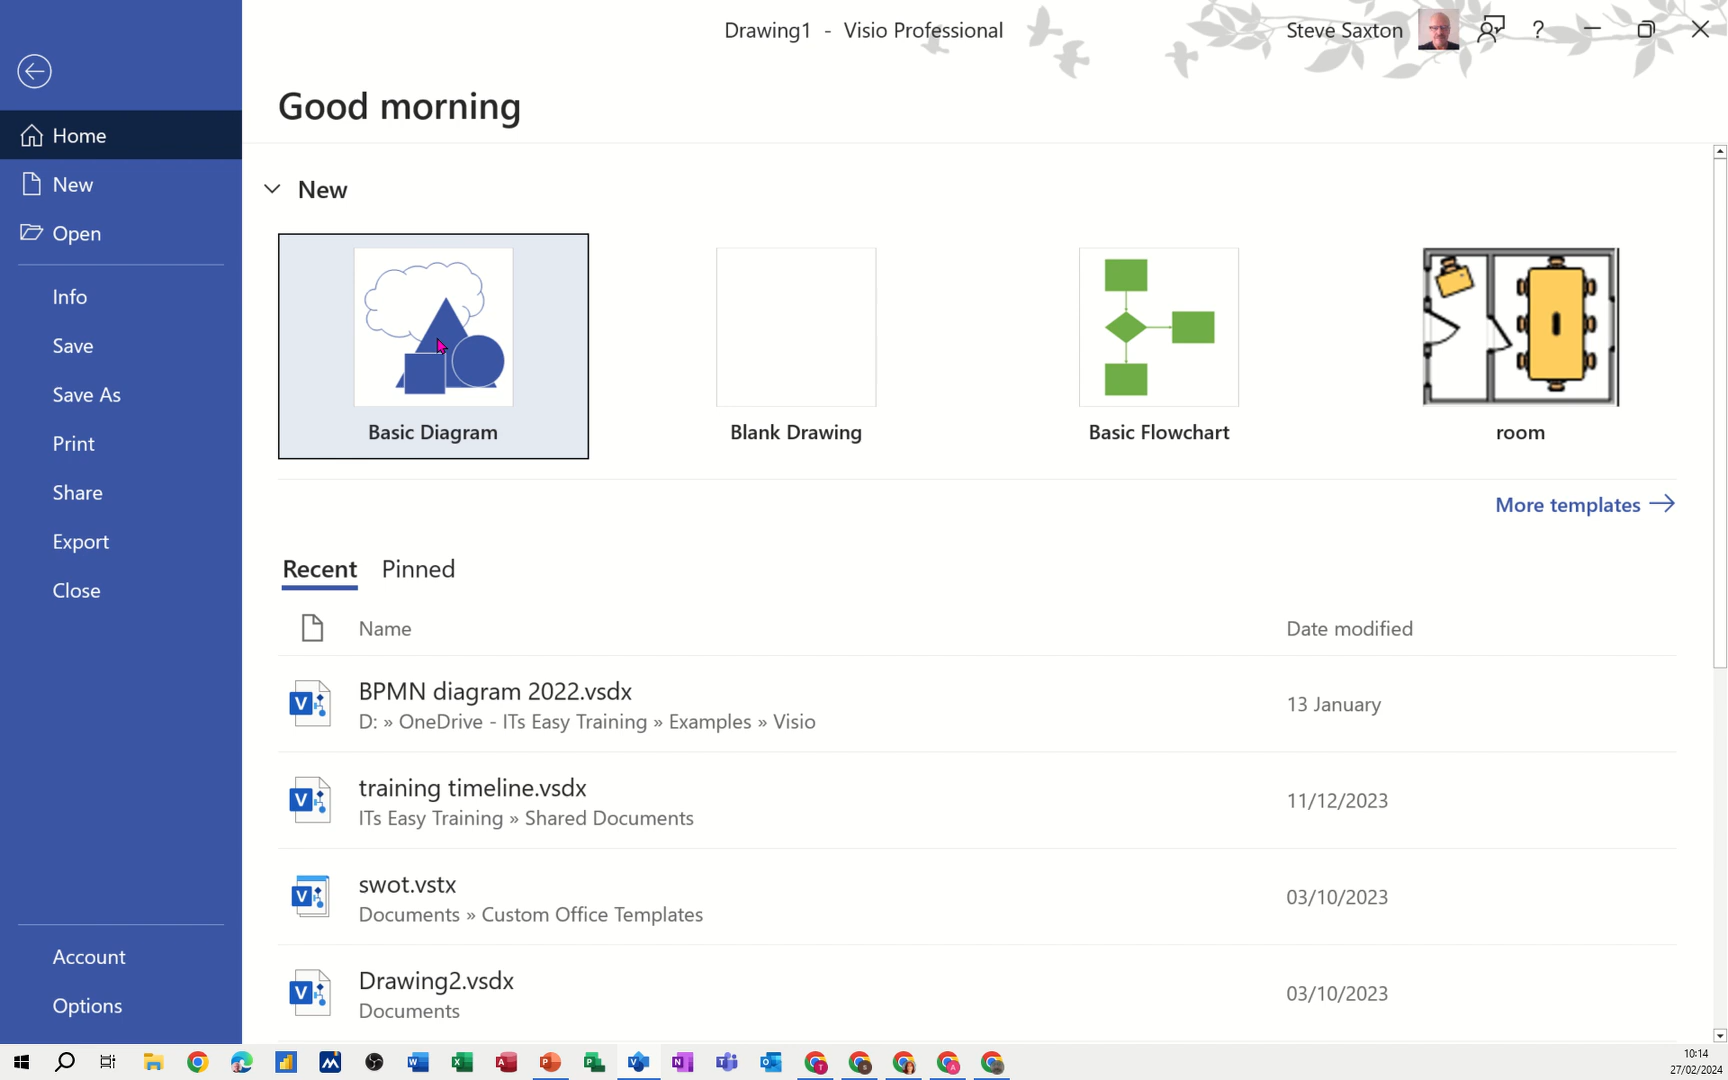 Drawing1 - Visio Professional
Steve Saxton
?
Good morning
Home
New
Open
Info
Save
Save As
Print
Share
Export
Close
Account
Options
New
Basic Diagram
Blank Drawing
Basic Flowchart
room
More templates
Recent Pinned
Name Date modified
BPMN diagram 2022.vsdx
D: » OneDrive - ITs Easy Training » Examples » Visio
13 January
training timeline.vsdx
ITs Easy Training » Shared Documents
11/12/2023
swot.vstx
Documents » Custom Office Templates
03/10/2023
Drawing2.vsdx
Documents
03/10/2023
10:14
27/02/2024